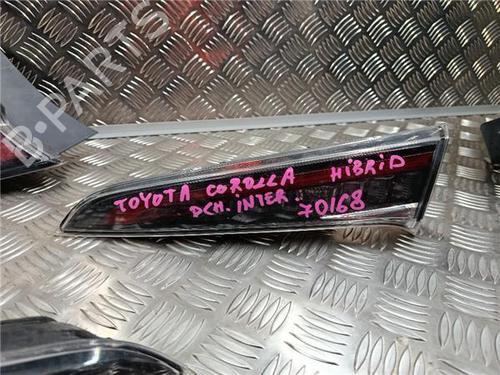 B-PARTS
TOYOTA COROLLA HIBRID
DCH. INTER. 70168